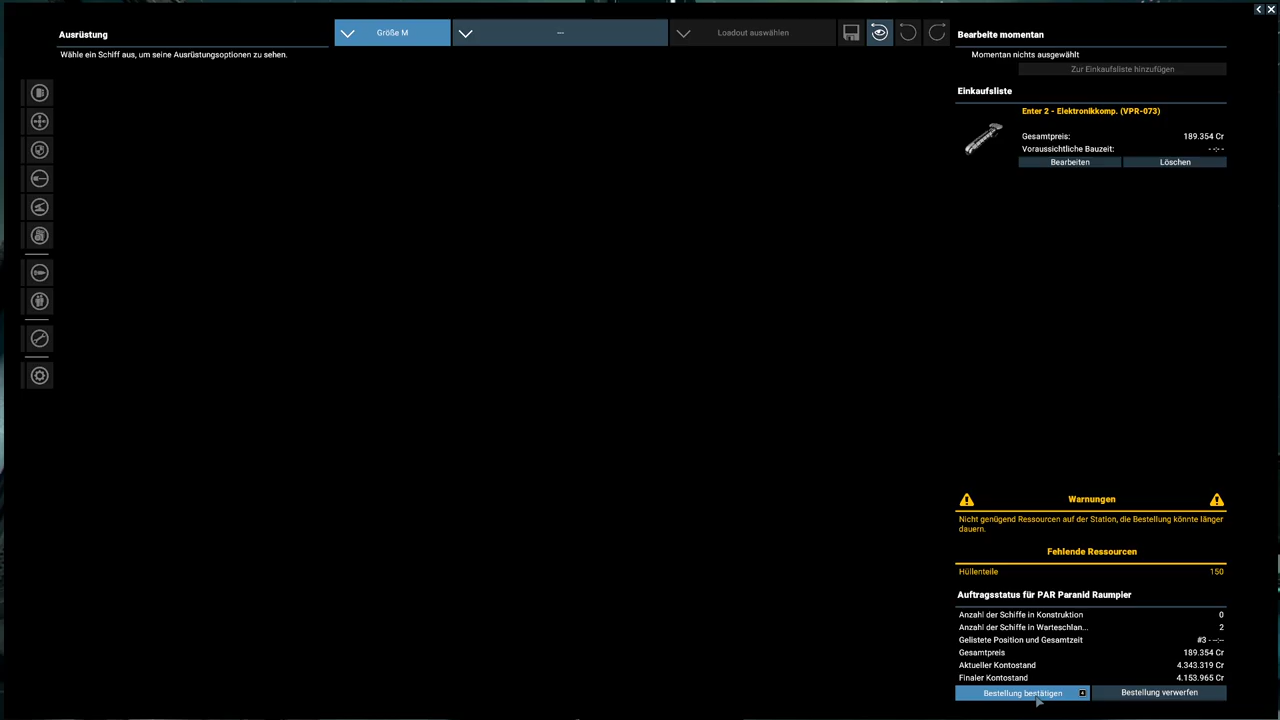 Ausrüstung
Größe M
---
Loadout auswählen
Wähle ein Schiff aus, um seine Ausrüstungsoptionen zu sehen.
Bearbeite momentan
Momentan nichts ausgewählt
Zur Einkaufsliste hinzufügen
Einkaufsliste
Enter 2 - Elektronikkomp. (VPR-073)
Gesamtpreis: 189.354 Cr
Voraussichtliche Bauzeit: --:--
Bearbeiten Löschen
Warnungen
Nicht genügend Ressourcen auf der Station, die Bestellung könnte länger
dauern.
Fehlende Ressourcen
Hüllenteile 150
Auftragsstatus für PAR Paranid Raumpier
Anzahl der Schiffe in Konstruktion 0
Anzahl der Schiffe in Warteschlan... 2
Gelistete Position und Gesamtzeit #3 - --:--
Gesamtpreis 189.354 Cr
Aktueller Kontostand 4.343.319 Cr
Finaler Kontostand 4.153.965 Cr
Bestellung bestätigen Bestellung verwerfen